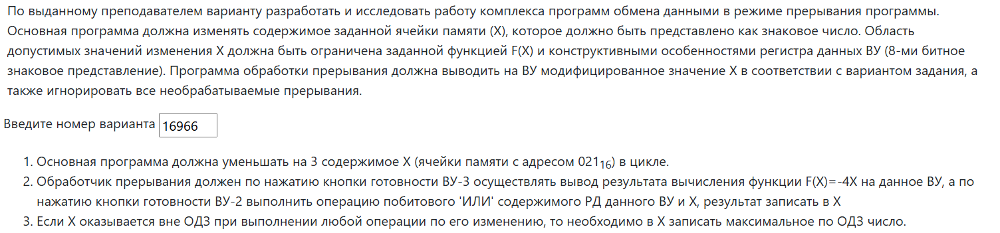 По выданному преподавателем варианту разработать и исследовать работу комплекса программ обмена данными в режиме прерывания программы.
Основная программа должна изменять содержимое заданной ячейки памяти (X), которое должно быть представлено как знаковое число. Область
допустимых значений изменения X должна быть ограничена заданной функцией F(X) и конструктивными особенностями регистра данных ВУ (8-ми битное
знаковое представление). Программа обработки прерывания должна выводить на ВУ модифицированное значение X в соответствии с вариантом задания, а
также игнорировать все необрабатываемые прерывания.
Введите номер варианта 16966
1. Основная программа должна уменьшать на 3 содержимое X (ячейки памяти с адресом 021₁₆) в цикле.
2. Обработчик прерывания должен по нажатию кнопки готовности ВУ-3 осуществлять вывод результата вычисления функции F(X)=-4X на данное ВУ, а по
нажатию кнопки готовности ВУ-2 выполнить операцию побитового 'ИЛИ' содержимого РД данного ВУ и X, результат записать в X
3. Если X оказывается вне ОДЗ при выполнении любой операции по его изменению, то необходимо в X записать максимальное по ОДЗ число.